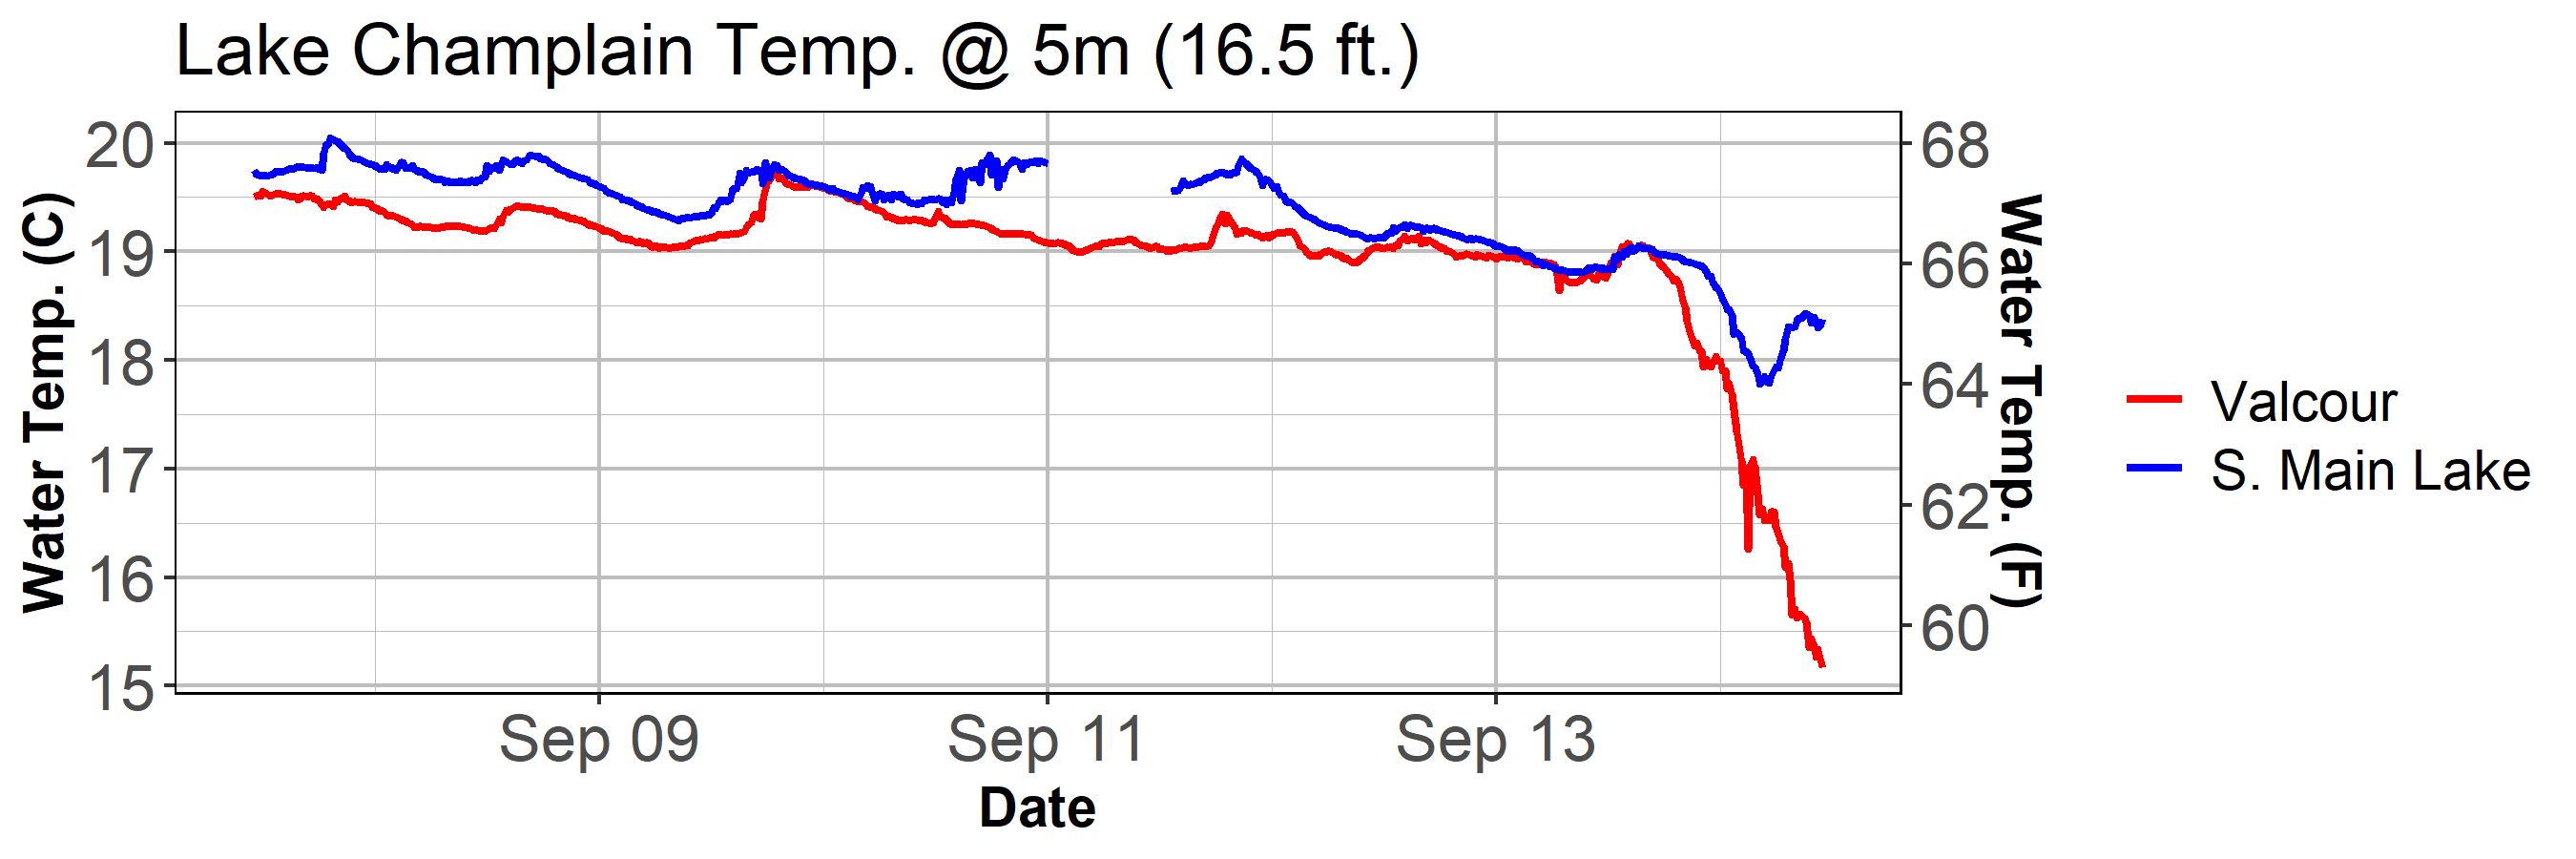 Lake Champlain Temp. @ 5m (16.5 ft.)
Water Temp. (C)
20
19
18
17
16
15
68
66
64
62
60
Water Temp. (F)
Sep 09
Sep 11
Sep 13
Date
Valcour
S. Main Lake